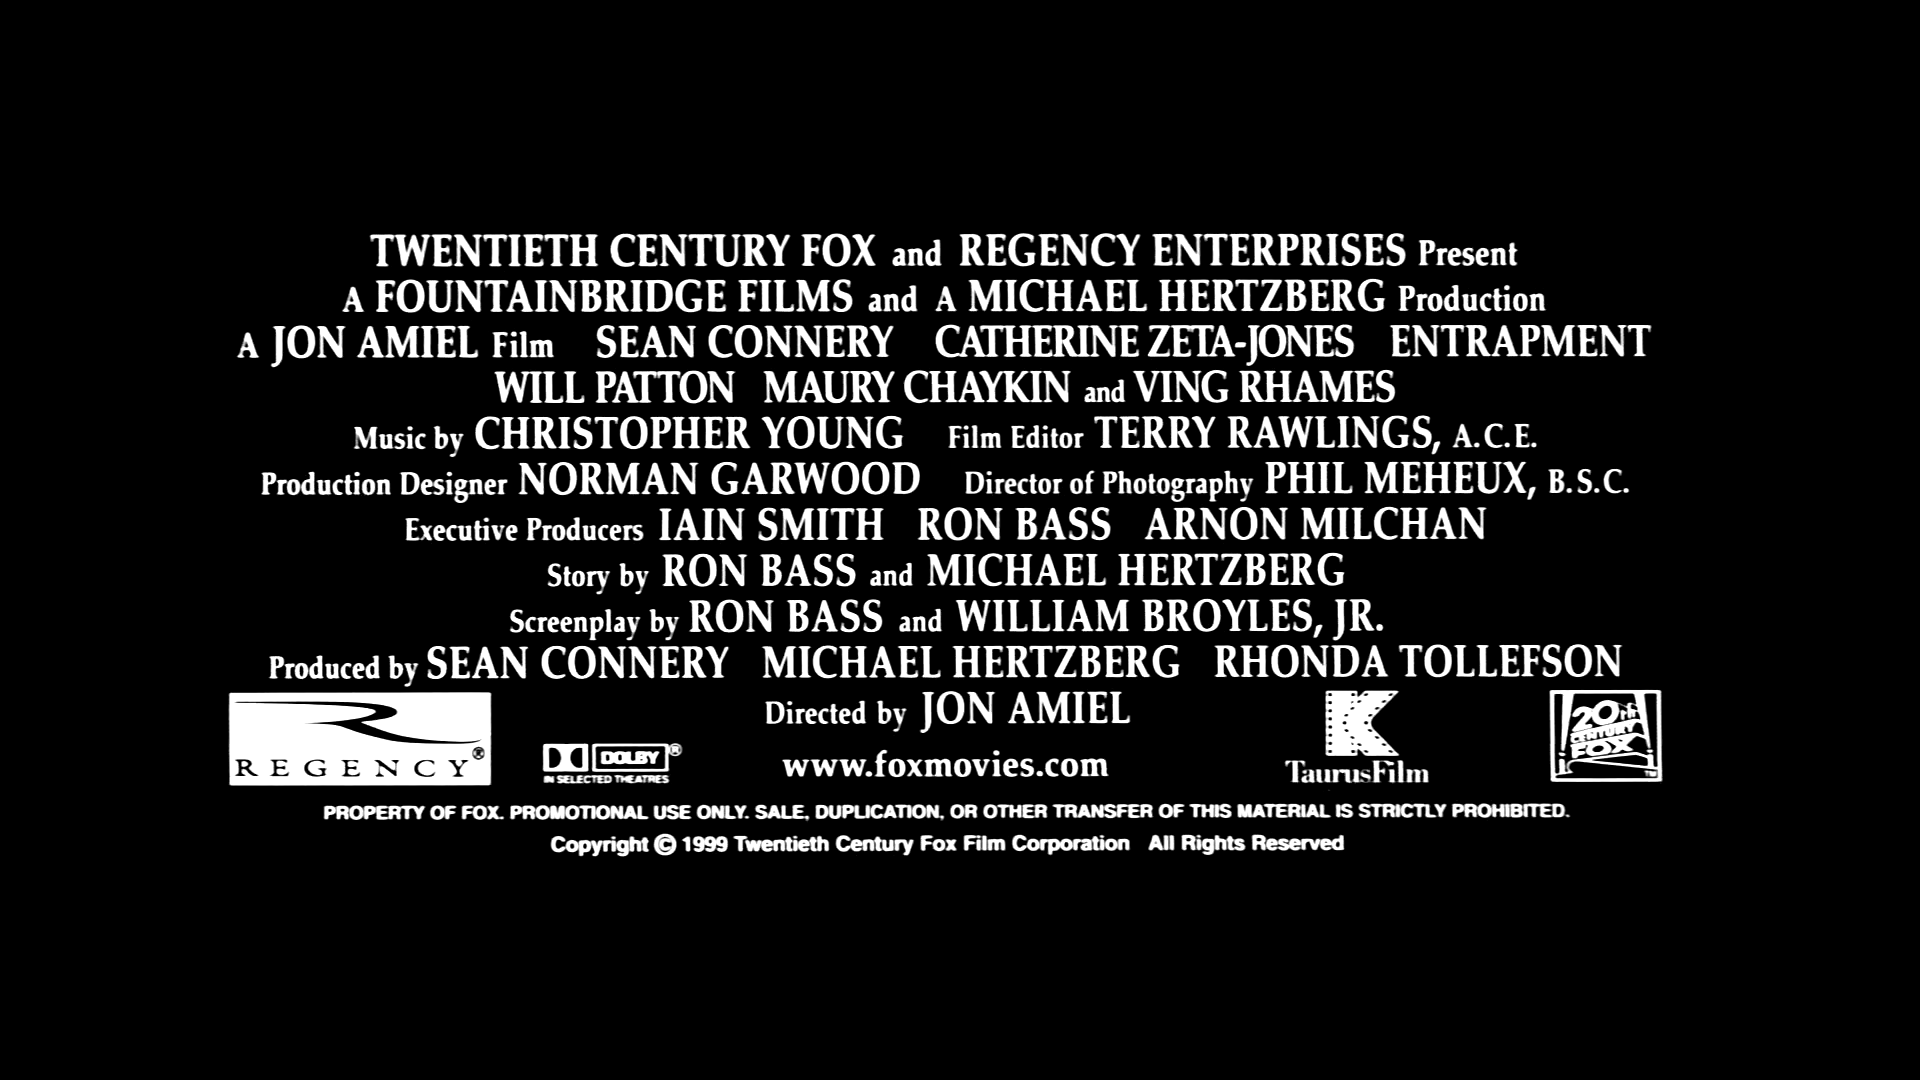 TWENTIETH CENTURY FOX and REGENCY ENTERPRISES Present
A FOUNTAINBRIDGE FILMS and A MICHAEL HERTZBERG Production
A JON AMIEL Film SEAN CONNERY CATHERINE ZETA-JONES ENTRAPMENT
WILL PATTON MAURY CHAYKIN and VING RHAMES
Music by CHRISTOPHER YOUNG Film Editor TERRY RAWLINGS, A.C.E.
Production Designer NORMAN GARWOOD Director of Photography PHIL MEHEUX, B.S.C.
Executive Producers IAIN SMITH RON BASS ARNON MILCHAN
Story by RON BASS and MICHAEL HERTZBERG
Screenplay by RON BASS and WILLIAM BROYLES, JR.
Produced by SEAN CONNERY MICHAEL HERTZBERG RHONDA TOLLEFSON
Directed by JON AMIEL
R
REGENCY®
DOLBY®
IN SELECTED THEATRES
www.foxmovies.com
TaurusFilm
20th
CENTURY
FOX
TM
PROPERTY OF FOX. PROMOTIONAL USE ONLY. SALE, DUPLICATION, OR OTHER TRANSFER OF THIS MATERIAL IS STRICTLY PROHIBITED.
Copyright © 1999 Twentieth Century Fox Film Corporation All Rights Reserved